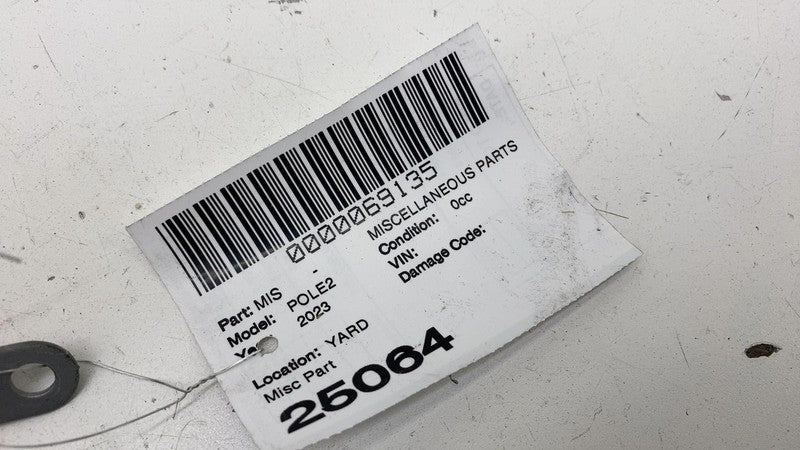 0000069135
Part: MIS - MISCELLANEOUS PARTS
Model: POLE2 Condition: 0cc
2023 VIN:
Damage Code:
Location: YARD
Misc Part
25064